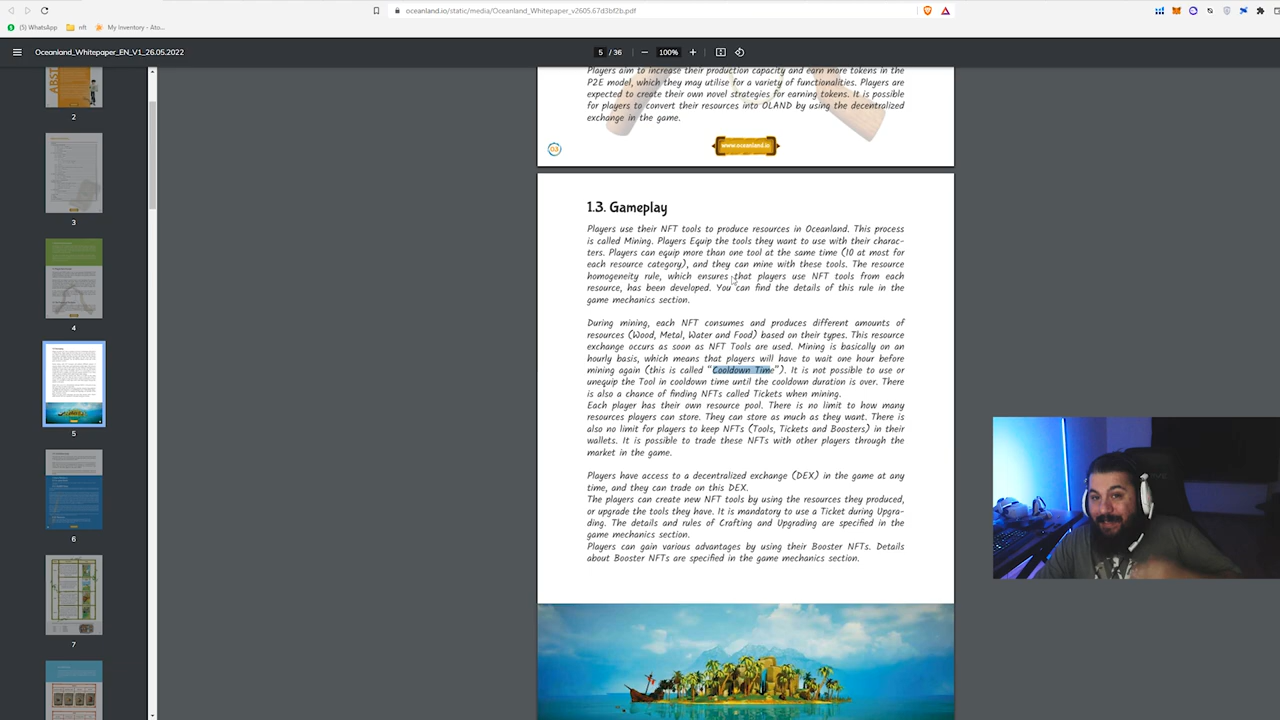 oceanland.io/static/media/Oceanland_Whitepaper_v2605.67d3bf2b.pdf
(5) WhatsApp
nft
My Inventory - Ato...
Oceanland_Whitepaper_EN_V1_26.05.2022
5 / 36
100%
2
3
4
5
6
7
Players aim to increase their production capacity and earn more tokens in the
P2E model, which they may utilise for a variety of functionalities. Players are
expected to create their own novel strategies for earning tokens. It is possible
for players to convert their resources into OLAND by using the decentralized
exchange in the game.
03
www.oceanland.io
1.3. Gameplay
Players use their NFT tools to produce resources in Oceanland. This process
is called Mining. Players Equip the tools they want to use with their charac-
ters. Players can equip more than one tool at the same time (10 at most for
each resource category), and they can mine with these tools. The resource
homogeneity rule, which ensures that players use NFT tools from each
resource, has been developed. You can find the details of this rule in the
game mechanics section.
During mining, each NFT consumes and produces different amounts of
resources (Wood, Metal, Water and Food) based on their types. This resource
exchange occurs as soon as NFT Tools are used. Mining is basically on an
hourly basis, which means that players will have to wait one hour before
mining again (this is called “Cooldown Time”). It is not possible to use or
unequip the Tool in cooldown time until the cooldown duration is over. There
is also a chance of finding NFTs called Tickets when mining.
Each player has their own resource pool. There is no limit to how many
resources players can store. They can store as much as they want. There is
also no limit for players to keep NFTs (Tools, Tickets and Boosters) in their
wallets. It is possible to trade these NFTs with other players through the
market in the game.
Players have access to a decentralized exchange (DEX) in the game at any
time, and they can trade on this DEX.
The players can create new NFT tools by using the resources they produced,
or upgrade the tools they have. It is mandatory to use a Ticket during Upgra-
ding. The details and rules of Crafting and Upgrading are specified in the
game mechanics section.
Players can gain various advantages by using their Booster NFTs. Details
about Booster NFTs are specified in the game mechanics section.